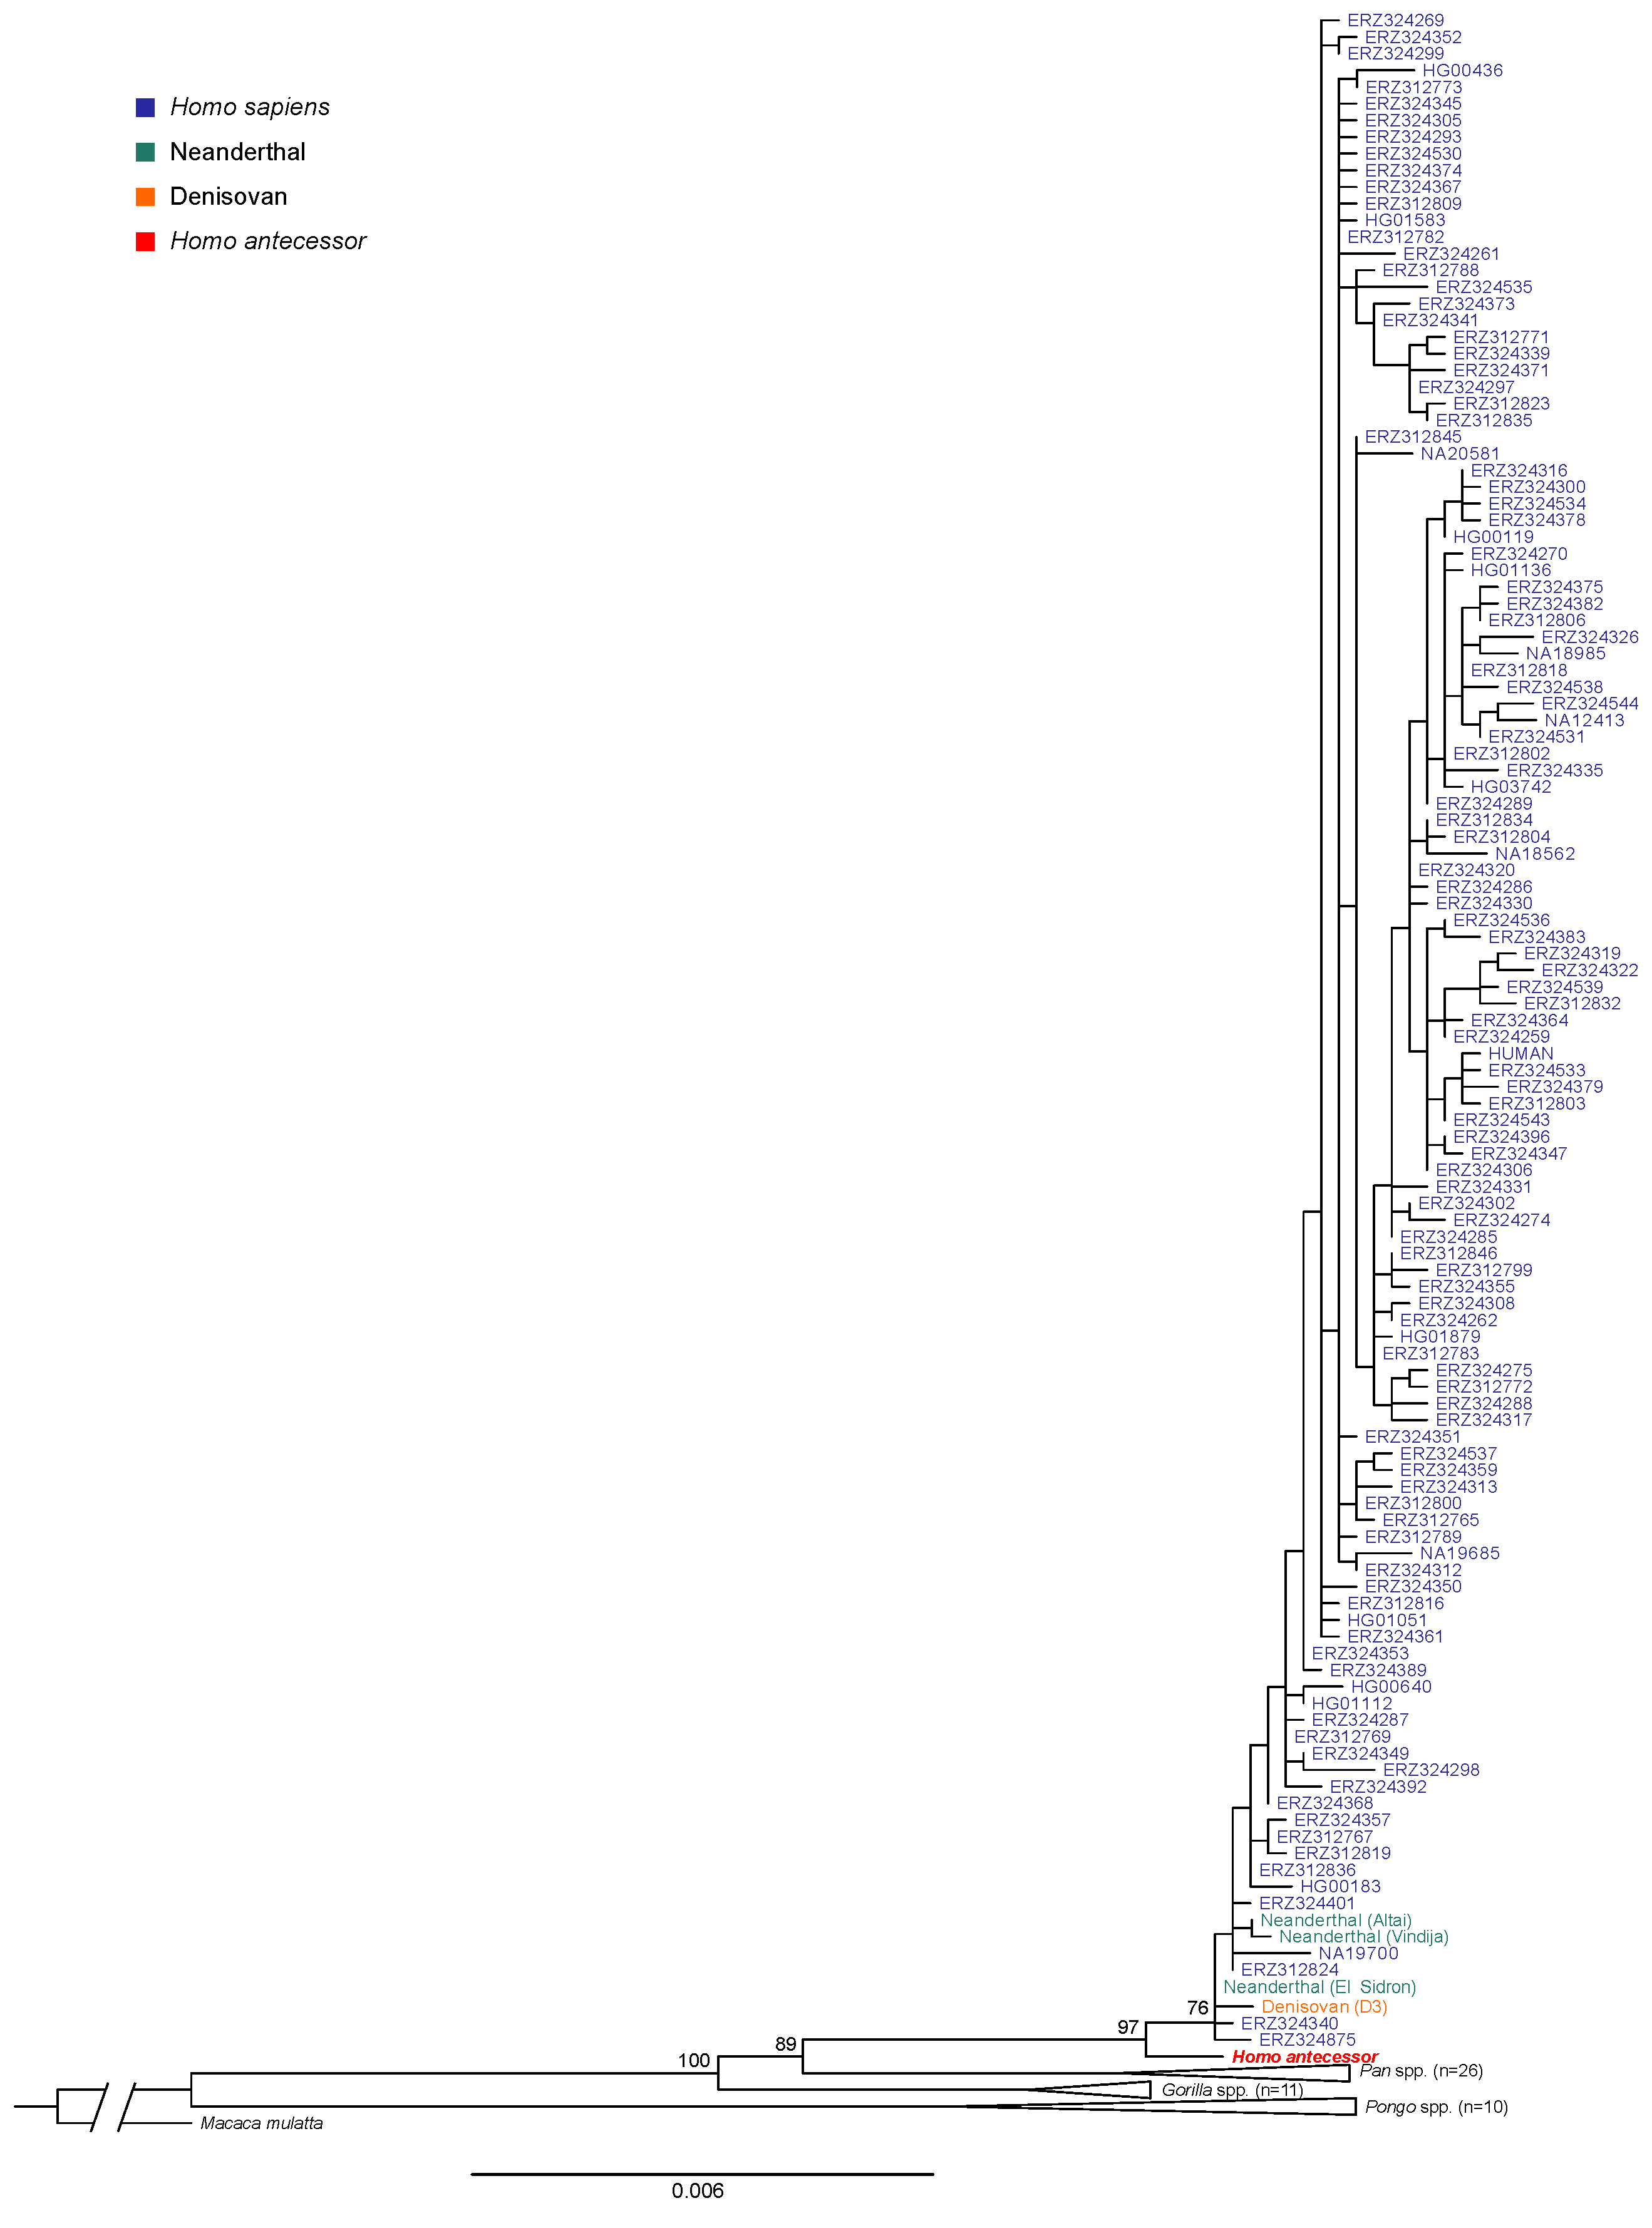 Homo sapiens
Neanderthal
Denisovan
Homo antecessor
ERZ324269
ERZ324352
ERZ324299
HG00436
ERZ312773
ERZ324345
ERZ324305
ERZ324293
ERZ324530
ERZ324374
ERZ324367
ERZ312809
HG01583
ERZ312782
ERZ324261
ERZ312788
ERZ324535
ERZ324373
ERZ324341
ERZ312771
ERZ324339
ERZ324371
ERZ324297
ERZ312823
ERZ312835
ERZ312845
NA20581
ERZ324316
ERZ324300
ERZ324534
ERZ324378
HG00119
ERZ324270
HG01136
ERZ324375
ERZ324382
ERZ312806
ERZ324326
NA18985
ERZ312818
ERZ324538
ERZ324544
NA12413
ERZ324531
ERZ312802
ERZ324335
HG03742
ERZ324289
ERZ312834
ERZ312804
NA18562
ERZ324320
ERZ324286
ERZ324330
ERZ324536
ERZ324383
ERZ324319
ERZ324322
ERZ324539
ERZ312832
ERZ324364
ERZ324259
HUMAN
ERZ324533
ERZ324379
ERZ312803
ERZ324543
ERZ324396
ERZ324347
ERZ324306
ERZ324331
ERZ324302
ERZ324274
ERZ324285
ERZ312846
ERZ312799
ERZ324355
ERZ324308
ERZ324262
HG01879
ERZ312783
ERZ324275
ERZ312772
ERZ324288
ERZ324317
ERZ324351
ERZ324537
ERZ324359
ERZ324313
ERZ312800
ERZ312765
ERZ312789
NA19685
ERZ324312
ERZ324350
ERZ312816
HG01051
ERZ324361
ERZ324353
ERZ324389
HG00640
HG01112
ERZ324287
ERZ312769
ERZ324349
ERZ324298
ERZ324392
ERZ324368
ERZ324357
ERZ312767
ERZ312819
ERZ312836
HG00183
ERZ324401
Neanderthal (Altai)
Neanderthal (Vindija)
NA19700
ERZ312824
Neanderthal (El Sidron)
76
Denisovan (D3)
97
ERZ324340
89
ERZ324875
100
Homo antecessor
Pan spp. (n=26)
Gorilla spp. (n=11)
Pongo spp. (n=10)
Macaca mulatta
0.006